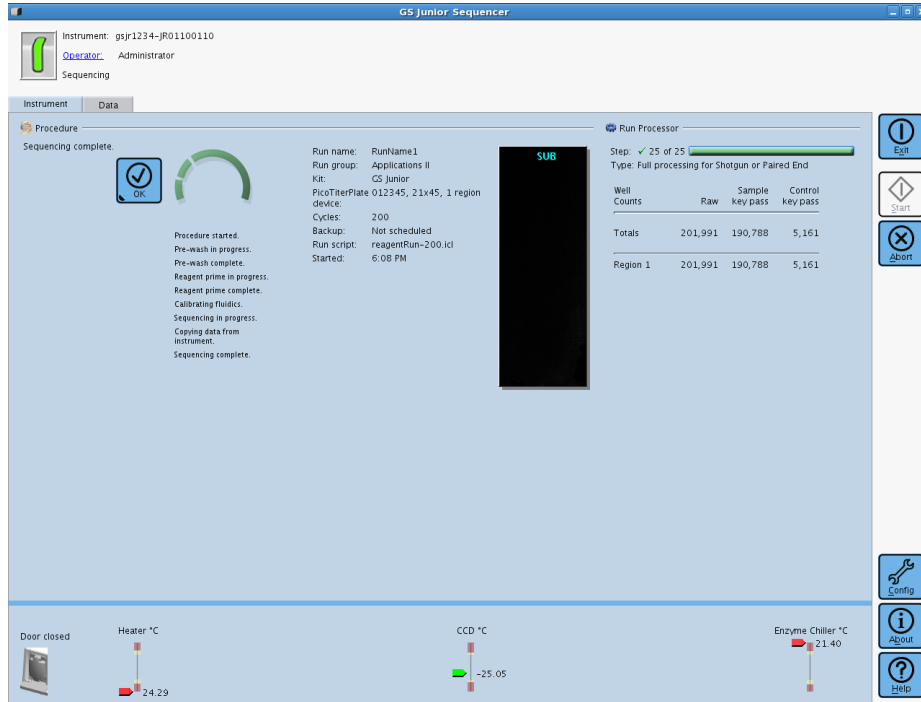 GS Junior Sequencer
Instrument: gsjr1234-JR01100110
Operator: Administrator
Sequencing
Instrument Data
Procedure
Sequencing complete.
OK
Procedure started.
Pre-wash in progress.
Pre-wash complete.
Reagent prime in progress.
Reagent prime complete.
Calibrating fluidics.
Sequencing in progress.
Copying data from
instrument.
Sequencing complete.
Run name: RunName1
Run group: Applications II
Kit: GS Junior
PicoTiterPlate 012345, 21x45, 1 region
device:
Cycles: 200
Backup: Not scheduled
Run script: reagentRun-200.icl
Started: 6:08 PM
SUB
Run Processor
Step: ✓ 25 of 25
Type: Full processing for Shotgun or Paired End
Well Sample Control
Counts Raw key pass key pass
Totals 201,991 190,788 5,161
Region 1 201,991 190,788 5,161
Exit
Start
Abort
Config
About
Help
Door closed
Heater °C
24.29
CCD °C
-25.05
Enzyme Chiller °C
21.40